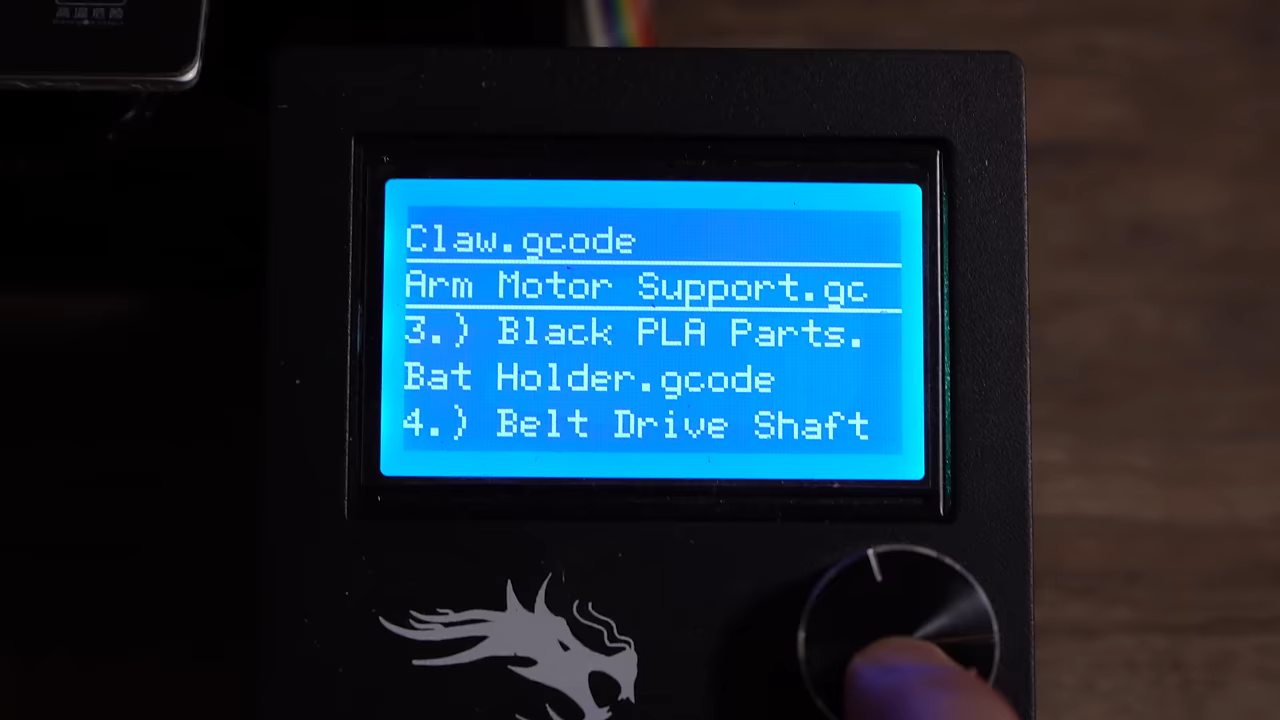 Claw.gcode
Arm Motor Support.gc
3.) Black PLA Parts.
Bat Holder.gcode
4.) Belt Drive Shaft